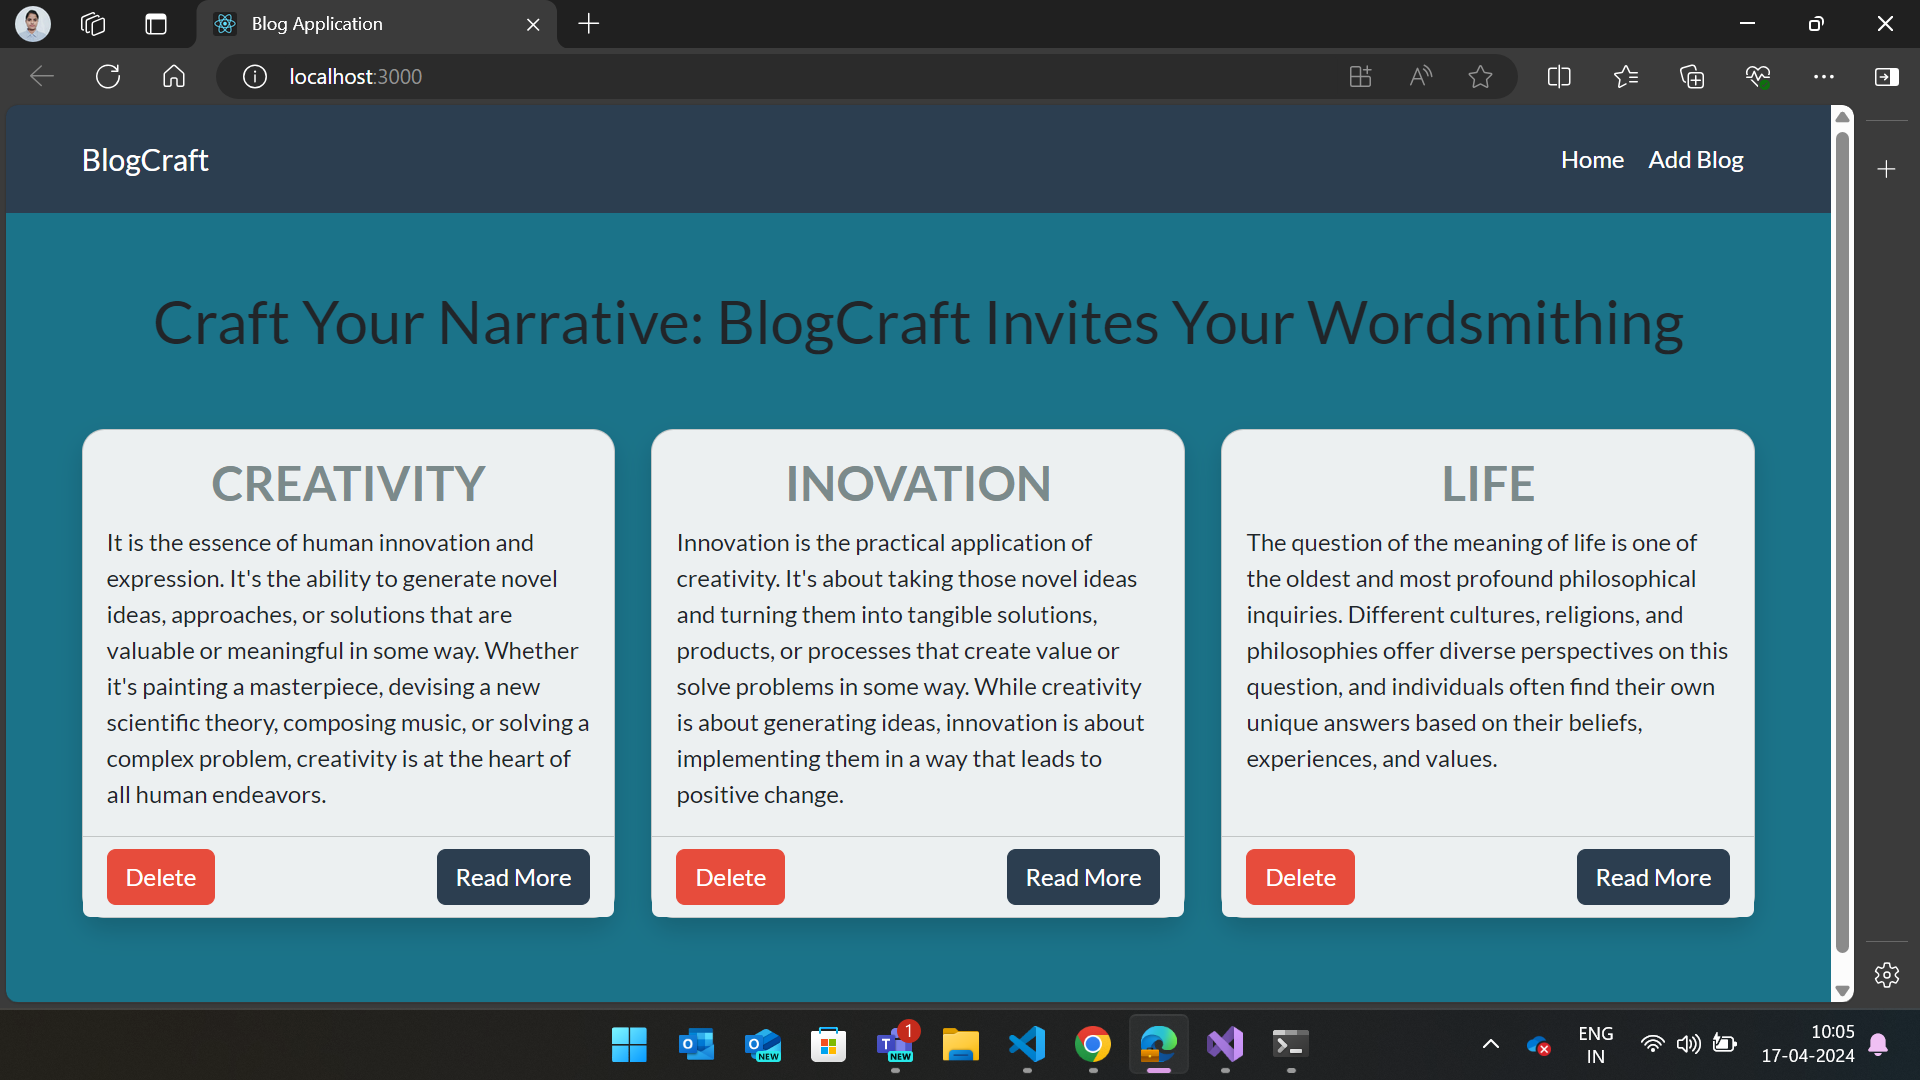 Blog Application
localhost:3000
BlogCraft
Home Add Blog
Craft Your Narrative: BlogCraft Invites Your Wordsmithing
CREATIVITY
It is the essence of human innovation and
expression. It's the ability to generate novel
ideas, approaches, or solutions that are
valuable or meaningful in some way. Whether
it's painting a masterpiece, devising a new
scientific theory, composing music, or solving a
complex problem, creativity is at the heart of
all human endeavors.
Delete Read More
INOVATION
Innovation is the practical application of
creativity. It's about taking those novel ideas
and turning them into tangible solutions,
products, or processes that create value or
solve problems in some way. While creativity
is about generating ideas, innovation is about
implementing them in a way that leads to
positive change.
Delete Read More
LIFE
The question of the meaning of life is one of
the oldest and most profound philosophical
inquiries. Different cultures, religions, and
philosophies offer diverse perspectives on this
question, and individuals often find their own
unique answers based on their beliefs,
experiences, and values.
Delete Read More
NEW
1
NEW
ENG
IN
10:05
17-04-2024